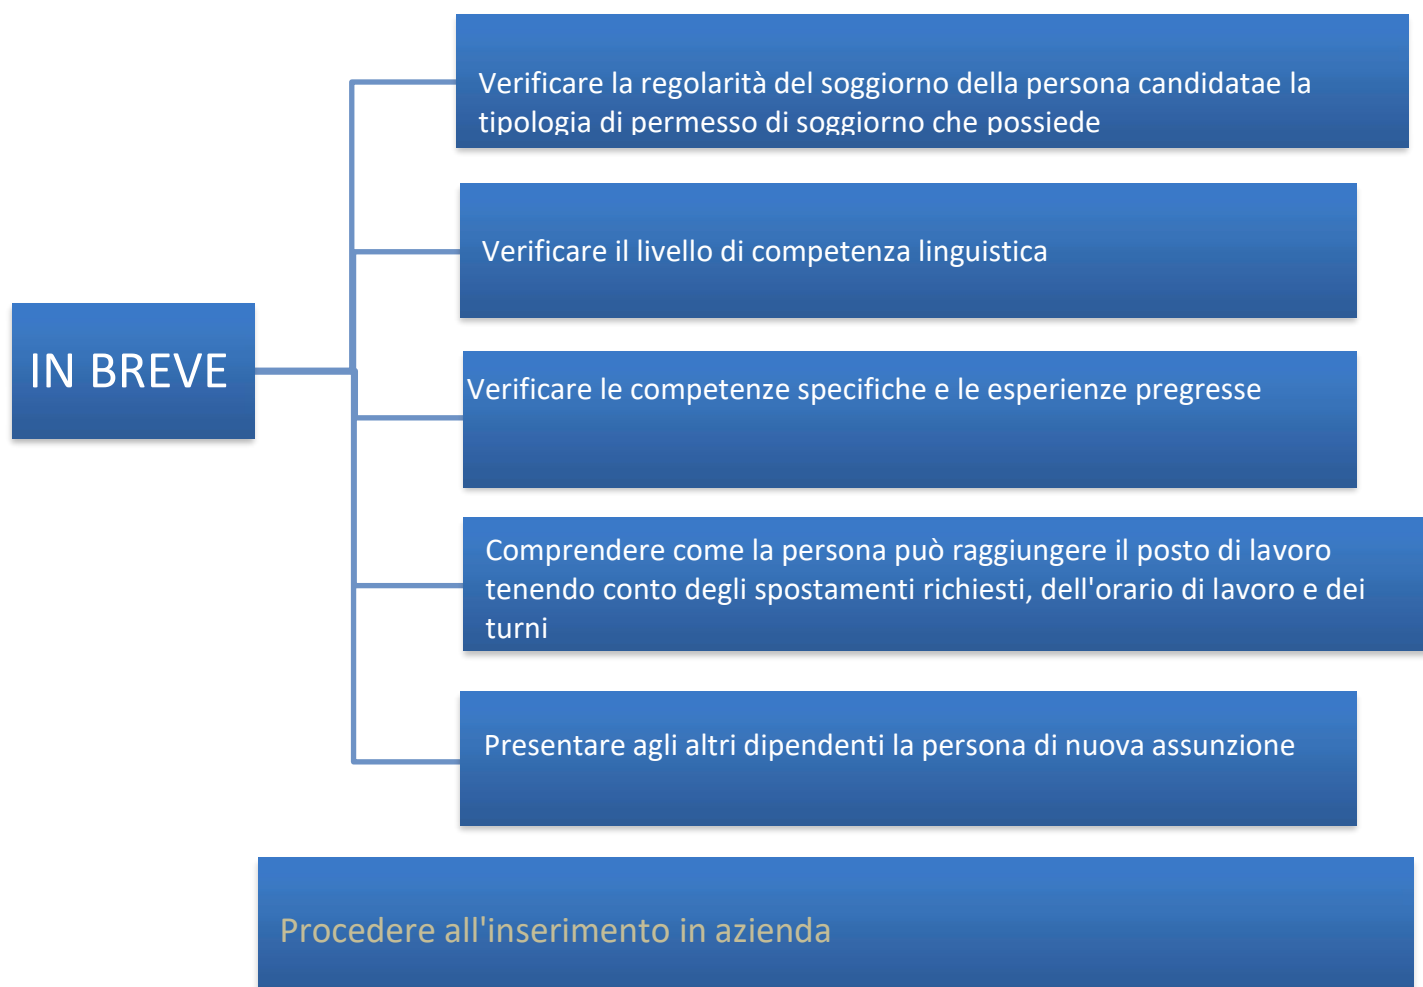 Verificare la regolarità del soggiorno della persona candidatae la
tipologia di permesso di soggiorno che possiede
Verificare il livello di competenza linguistica
IN BREVE
Verificare le competenze specifiche e le esperienze pregresse
Comprendere come la persona può raggiungere il posto di lavoro
tenendo conto degli spostamenti richiesti, dell'orario di lavoro e dei
turni
Presentare agli altri dipendenti la persona di nuova assunzione
Procedere all'inserimento in azienda